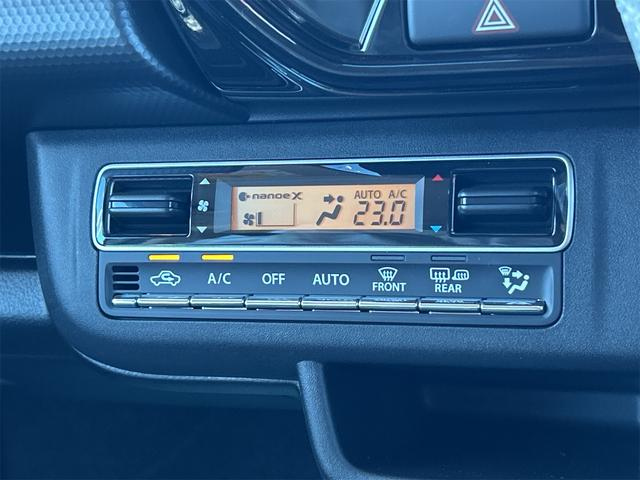 nanoeX
AUTO A/C
23.0
A/C OFF AUTO FRONT REAR